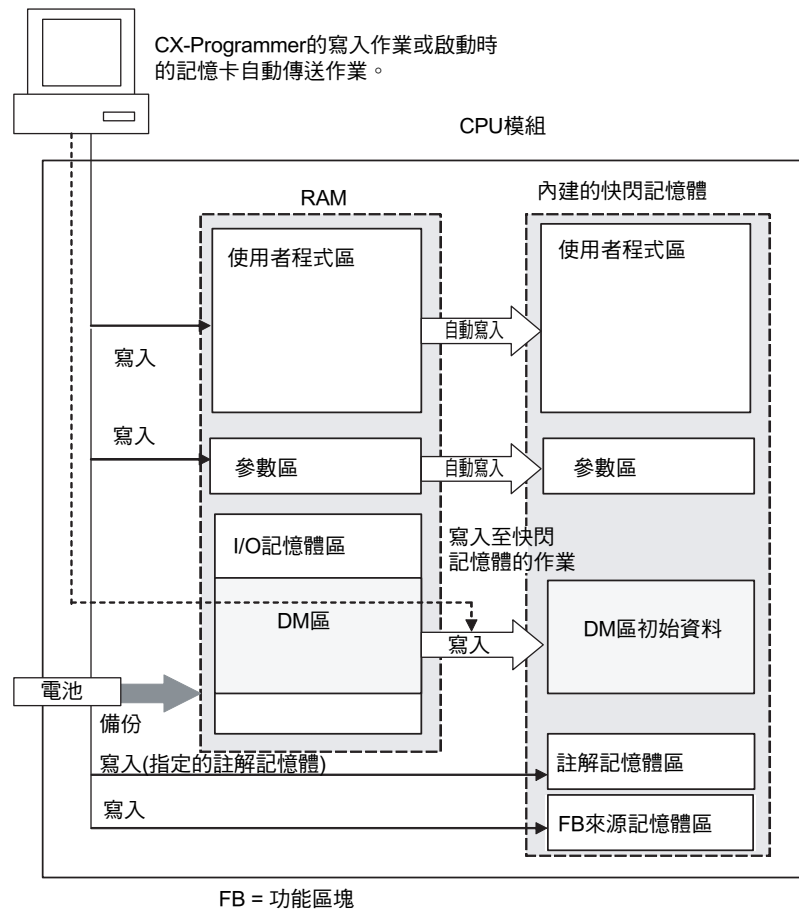 CX-Programmer的寫入作業或啟動時
的記憶卡自動傳送作業。
CPU模組
RAM
內建的快閃記憶體
使用者程式區
使用者程式區
自動寫入
寫入
寫入
參數區
自動寫入
參數區
I/O記憶體區
寫入至快閃
記憶體的作業
DM區
寫入
DM區初始資料
電池
備份
寫入(指定的註解記憶體)
註解記憶體區
寫入
FB來源記憶體區
FB = 功能區塊